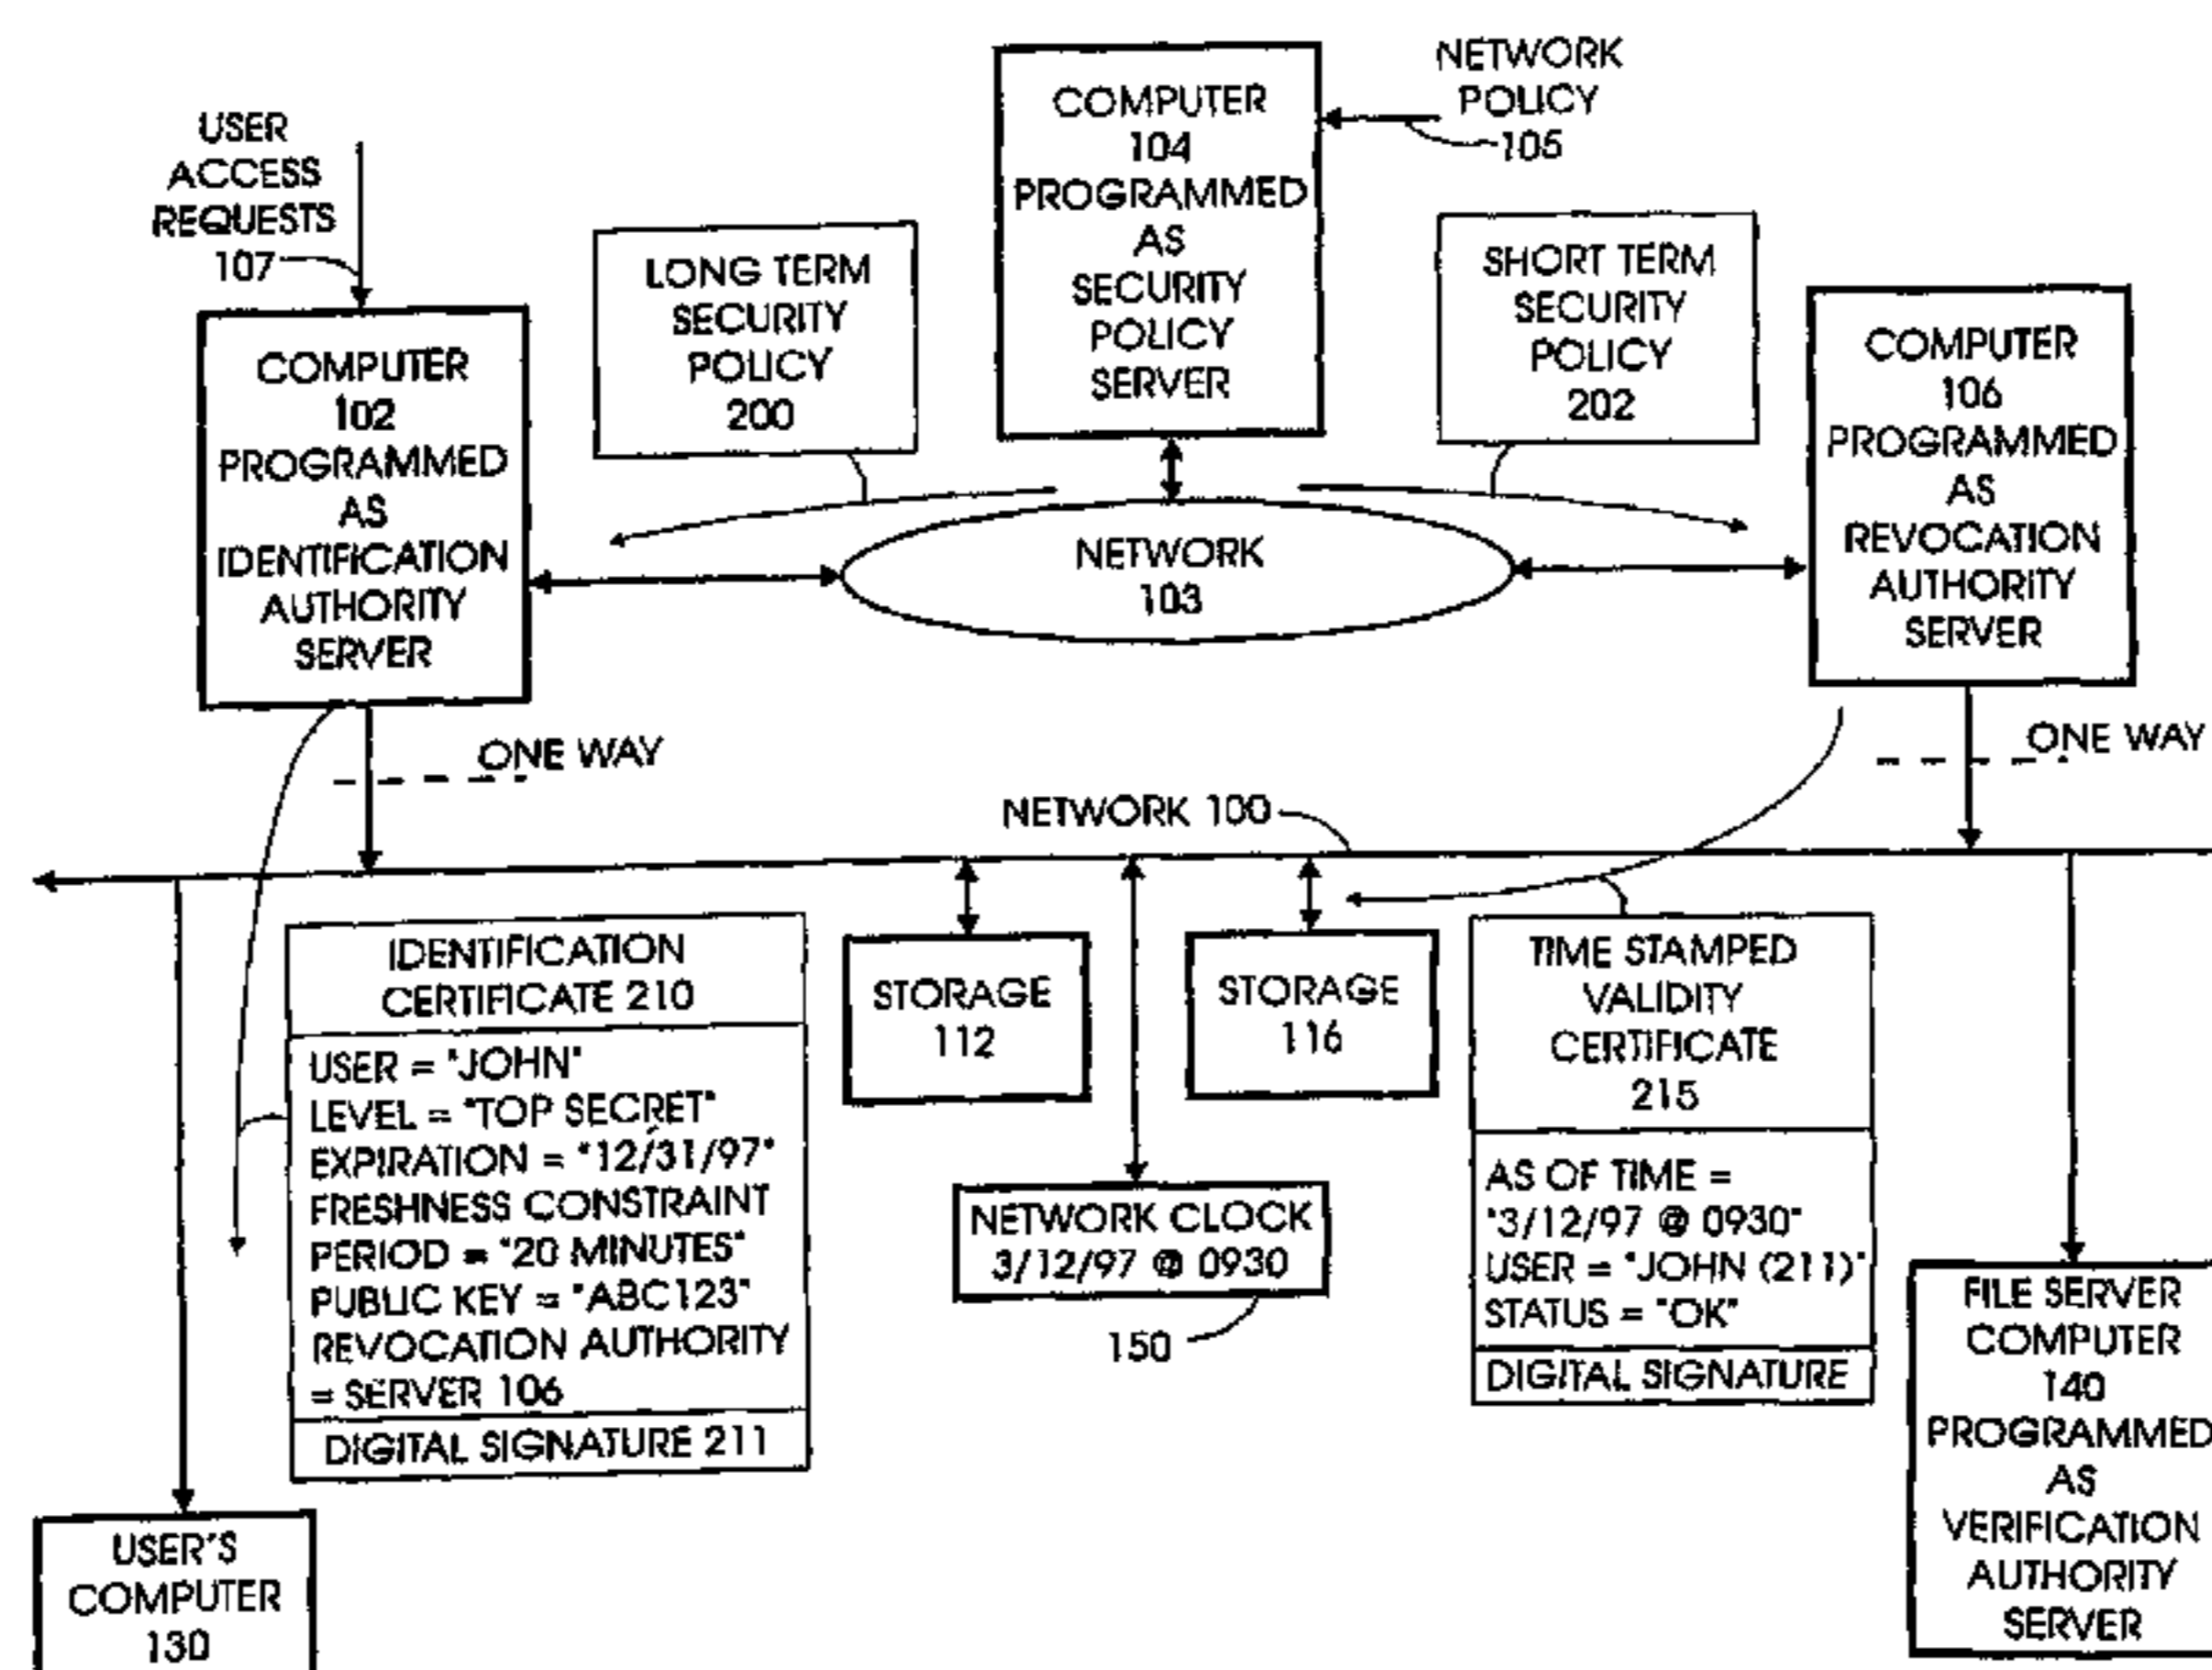 NETWORK
POLICY
105
USER
ACCESS
REQUESTS
107
COMPUTER
104
PROGRAMMED
AS
SECURITY
POLICY
SERVER
LONG TERM
SECURITY
POLICY
200
SHORT TERM
SECURITY
POLICY
202
COMPUTER
102
PROGRAMMED
AS
IDENTIFICATION
AUTHORITY
SERVER
COMPUTER
106
PROGRAMMED
AS
REVOCATION
AUTHORITY
SERVER
NETWORK
103
ONE WAY
ONE WAY
NETWORK 100
IDENTIFICATION
CERTIFICATE 210
USER = "JOHN"
LEVEL = "TOP SECRET"
EXPIRATION = "12/31/97"
FRESHNESS CONSTRAINT
PERIOD = "20 MINUTES"
PUBLIC KEY = "ABC123"
REVOCATION AUTHORITY
= SERVER 106
DIGITAL SIGNATURE 211
STORAGE
112
STORAGE
116
NETWORK CLOCK
3/12/97 @ 0930
150
TIME STAMPED
VALIDITY
CERTIFICATE
215
AS OF TIME =
"3/12/97 @ 0930"
USER = "JOHN (211)"
STATUS = "OK"
DIGITAL SIGNATURE
USER'S
COMPUTER
130
FILE SERVER
COMPUTER
140
PROGRAMMED
AS
VERIFICATION
AUTHORITY
SERVER